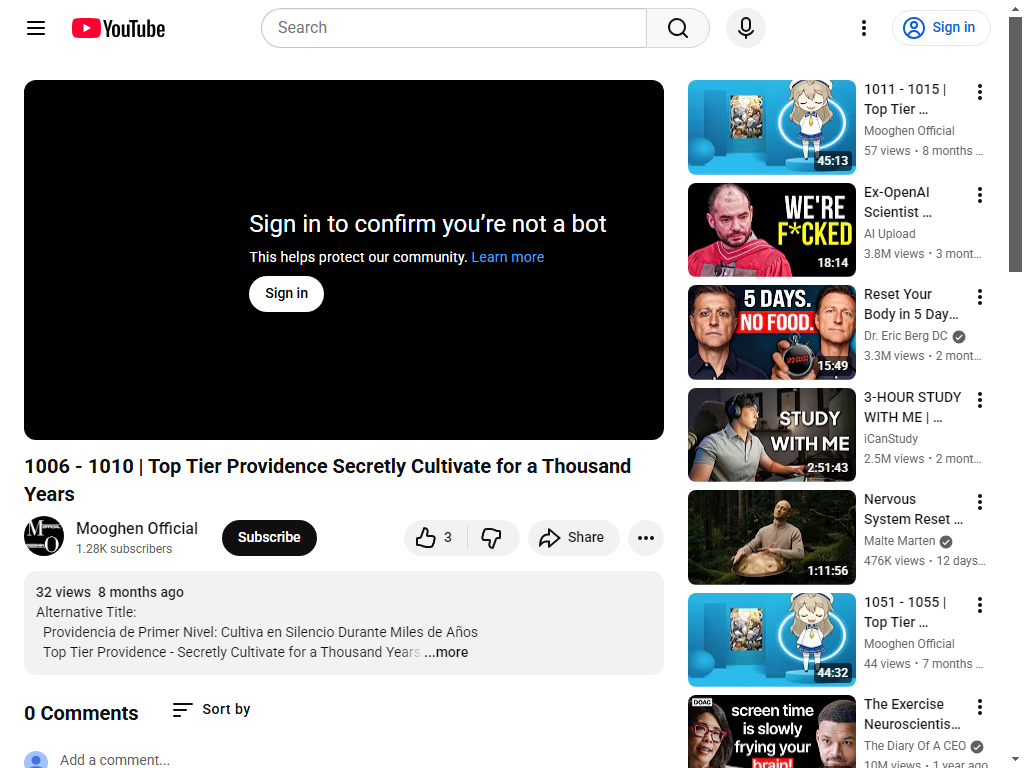 YouTube
Search
Sign in
Sign in to confirm you’re not a bot
This helps protect our community. Learn more
Sign in
1006 - 1010 | Top Tier Providence Secretly Cultivate for a Thousand
Years
Mooghen Official
1.28K subscribers
Subscribe
3
Share
32 views 8 months ago
Alternative Title:
Providencia de Primer Nivel: Cultiva en Silencio Durante Miles de Años
Top Tier Providence - Secretly Cultivate for a Thousand Years ...more
0 Comments
Sort by
Add a comment...
45:13
1011 - 1015 |
Top Tier ...
Mooghen Official
57 views • 8 months ...
WE'RE
F*CKED
18:14
Ex-OpenAI
Scientist ...
AI Upload
3.8M views • 3 mont...
5 DAYS.
NO FOOD.
15:49
Reset Your
Body in 5 Day...
Dr. Eric Berg DC
3.3M views • 2 mont...
STUDY
WITH ME
2:51:43
3-HOUR STUDY
WITH ME | ...
iCanStudy
2.5M views • 2 mont...
1:11:56
Nervous
System Reset ...
Malte Marten
476K views • 12 days...
44:32
1051 - 1055 |
Top Tier ...
Mooghen Official
44 views • 7 months ...
DOAC
screen time
is slowly
frying your
brain!
The Exercise
Neuroscientis...
The Diary Of A CEO
10M views • 1 year ago